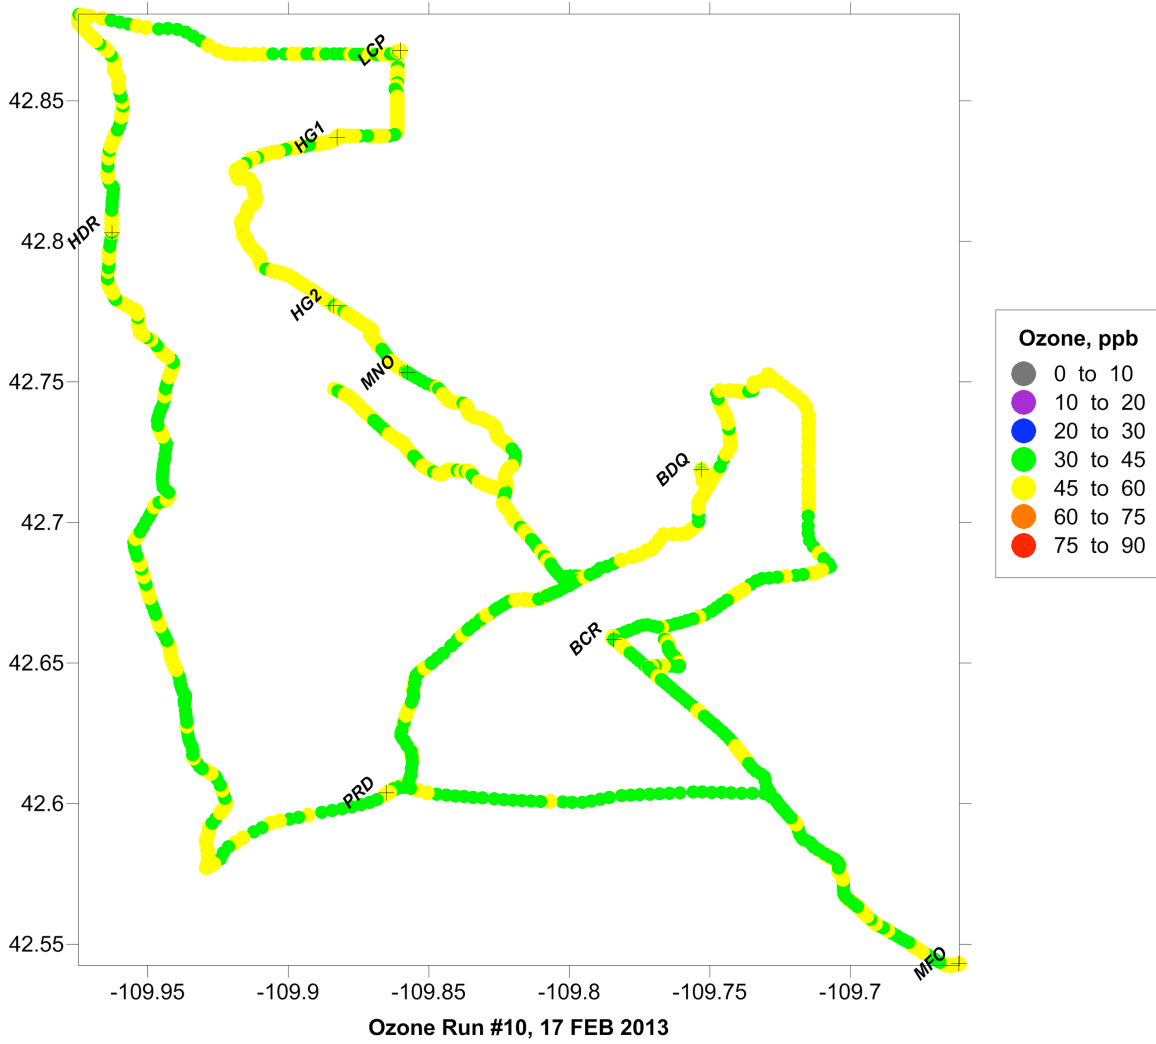 LCP
42.85
HG1
HDR
42.8
HG2
MNO
42.75
BDQ
42.7
BCR
42.65
PRD
42.6
42.55
MFO
-109.95 -109.9 -109.85 -109.8 -109.75 -109.7
Ozone Run #10, 17 FEB 2013
Ozone, ppb
0 to 10
10 to 20
20 to 30
30 to 45
45 to 60
60 to 75
75 to 90